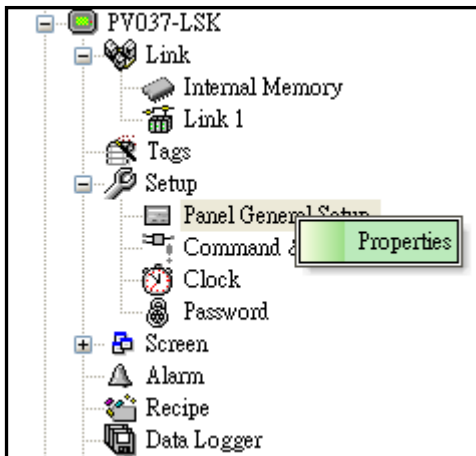 PV037-LSK
Link
Internal Memory
Link 1
Tags
Setup
Panel General Setup
Properties
Command &
Clock
Password
Screen
Alarm
Recipe
Data Logger